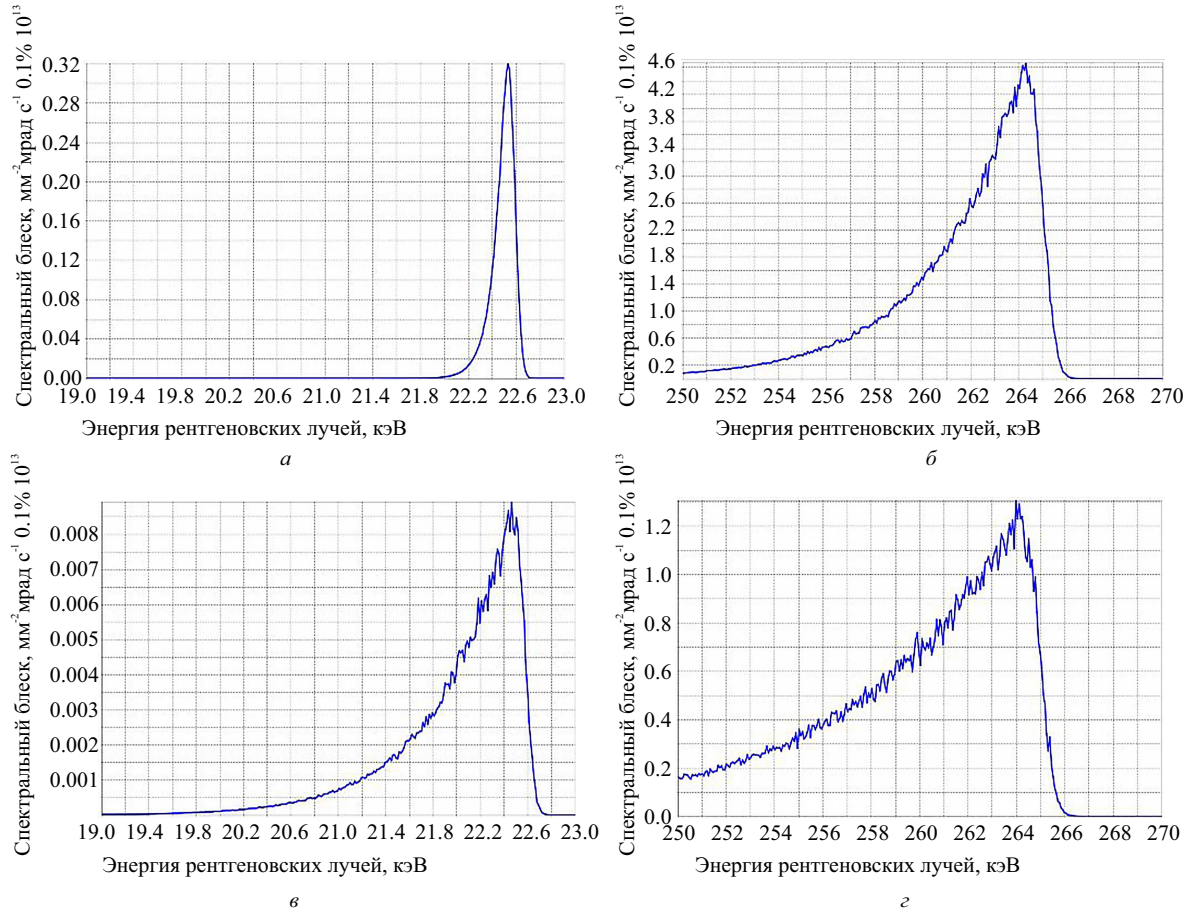 Спектральный блеск, мм⁻² мрад с⁻¹ 0.1% 10¹³
0.32
0.28
0.24
0.20
0.16
0.12
0.08
0.04
0.00
19.0 19.4 19.8 20.2 20.6 21.0 21.4 21.8 22.2 22.6 23.0
Энергия рентгеновских лучей, кэВ
а
Спектральный блеск, мм⁻² мрад с⁻¹ 0.1% 10¹³
4.6
4.2
3.8
3.4
3.0
2.6
2.2
1.8
1.4
1.0
0.6
0.2
250 252 254 256 258 260 262 264 266 268 270
Энергия рентгеновских лучей, кэВ
б
Спектральный блеск, мм⁻² мрад с⁻¹ 0.1% 10¹³
0.008
0.007
0.006
0.005
0.004
0.003
0.002
0.001
19.0 19.4 19.8 20.2 20.6 21.0 21.4 21.8 22.2 22.6 23.0
Энергия рентгеновских лучей, кэВ
в
Спектральный блеск, мм⁻² мрад с⁻¹ 0.1% 10¹³
1.2
1.0
0.8
0.6
0.4
0.2
0.0
250 252 254 256 258 260 262 264 266 268 270
Энергия рентгеновских лучей, кэВ
г